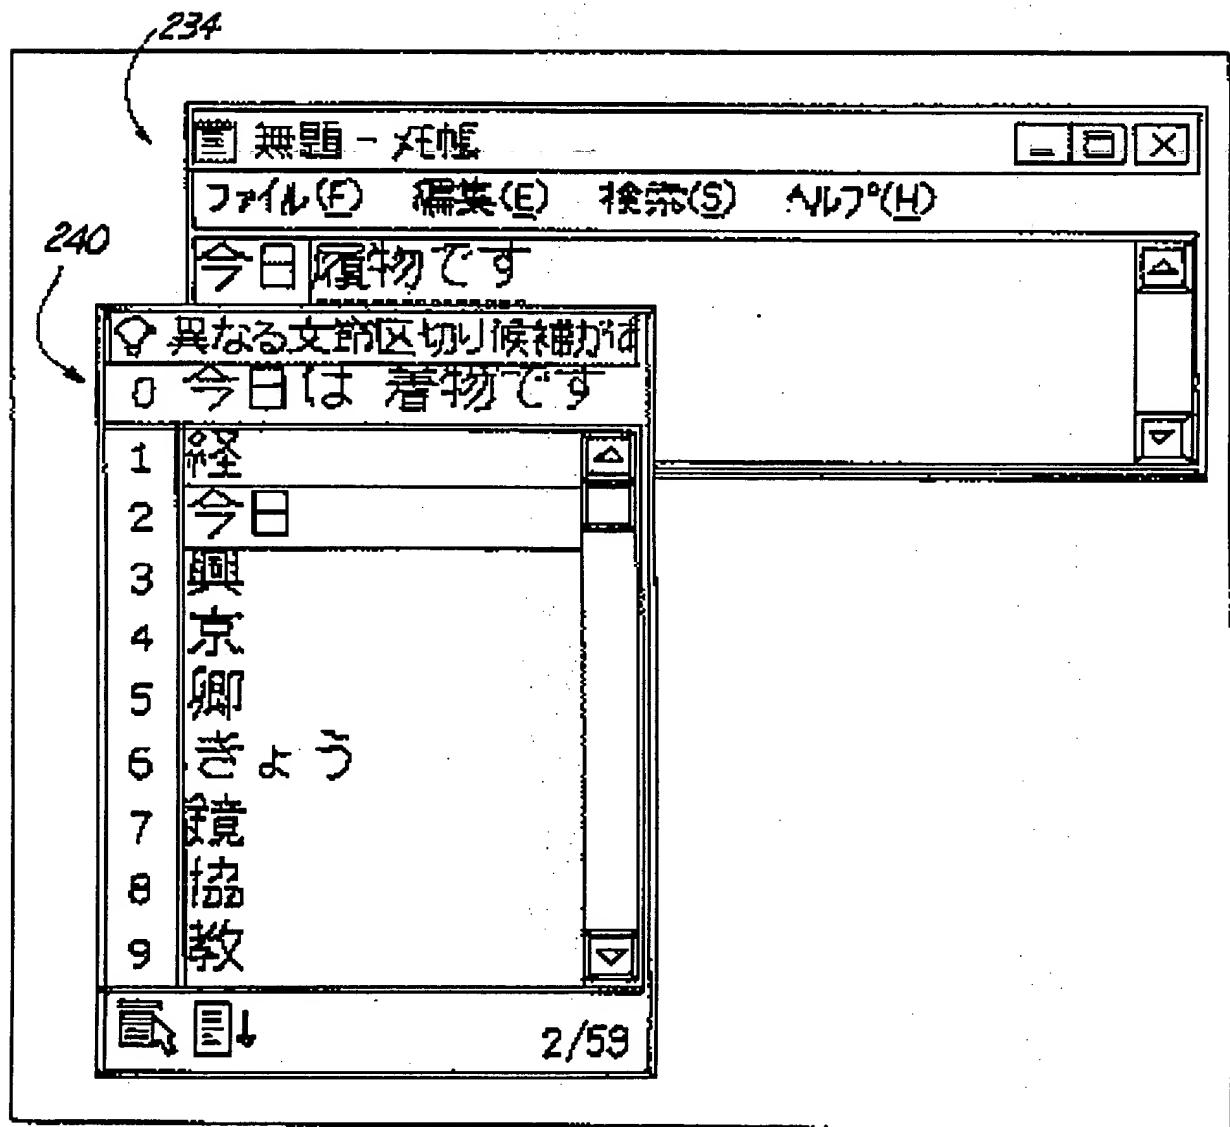 234
無題 - メモ帳
ファイル(F) 編集(E) 検索(S) ヘルプ(H)
240
今日履物です
異なる文節区切り候補が
0 今日は 着物です
1 経
2 今日
3 興
4 京
5 卿
6 きょう
7 鏡
8 協
9 教
2/59